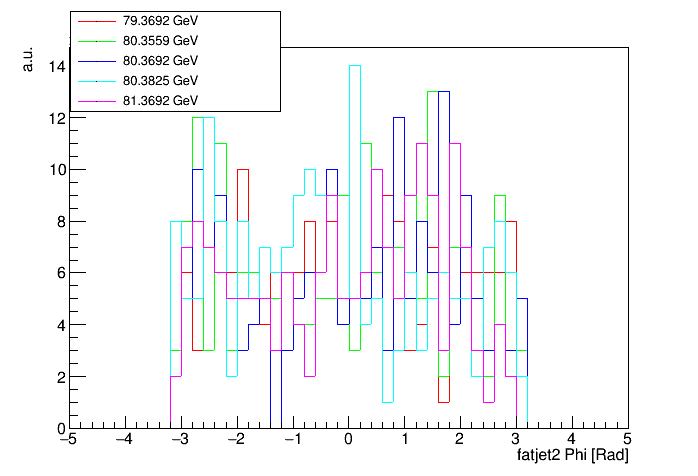 79.3692 GeV
80.3559 GeV
80.3692 GeV
80.3825 GeV
81.3692 GeV
a.u.
14
12
10
8
6
4
2
0
−5 −4 −3 −2 −1 0 1 2 3 4 5
fatjet2 Phi [Rad]